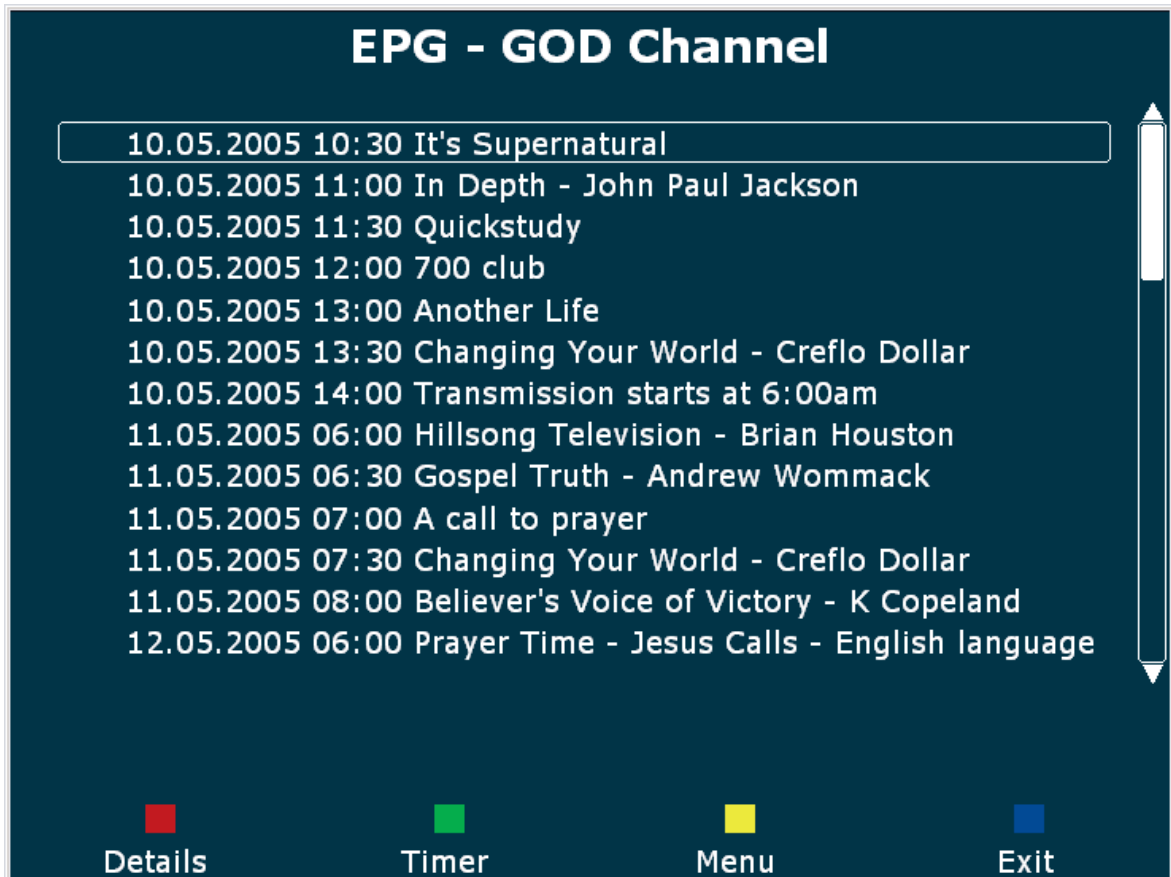 EPG - GOD Channel
10.05.2005 10:30 It's Supernatural
10.05.2005 11:00 In Depth - John Paul Jackson
10.05.2005 11:30 Quickstudy
10.05.2005 12:00 700 club
10.05.2005 13:00 Another Life
10.05.2005 13:30 Changing Your World - Creflo Dollar
10.05.2005 14:00 Transmission starts at 6:00am
11.05.2005 06:00 Hillsong Television - Brian Houston
11.05.2005 06:30 Gospel Truth - Andrew Wommack
11.05.2005 07:00 A call to prayer
11.05.2005 07:30 Changing Your World - Creflo Dollar
11.05.2005 08:00 Believer's Voice of Victory - K Copeland
12.05.2005 06:00 Prayer Time - Jesus Calls - English language
Details Timer Menu Exit